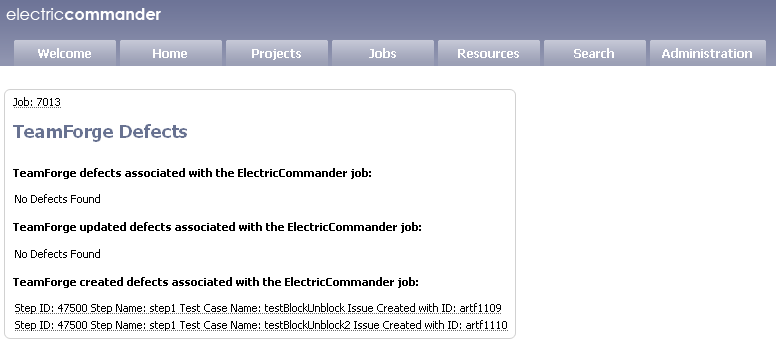 electriccommander
Welcome Home Projects Jobs Resources Search Administration
Job: 7013
TeamForge Defects
TeamForge defects associated with the ElectricCommander job:
No Defects Found
TeamForge updated defects associated with the ElectricCommander job:
No Defects Found
TeamForge created defects associated with the ElectricCommander job:
Step ID: 47500 Step Name: step1 Test Case Name: testBlockUnblock Issue Created with ID: artf1109
Step ID: 47500 Step Name: step1 Test Case Name: testBlockUnblock2 Issue Created with ID: artf1110